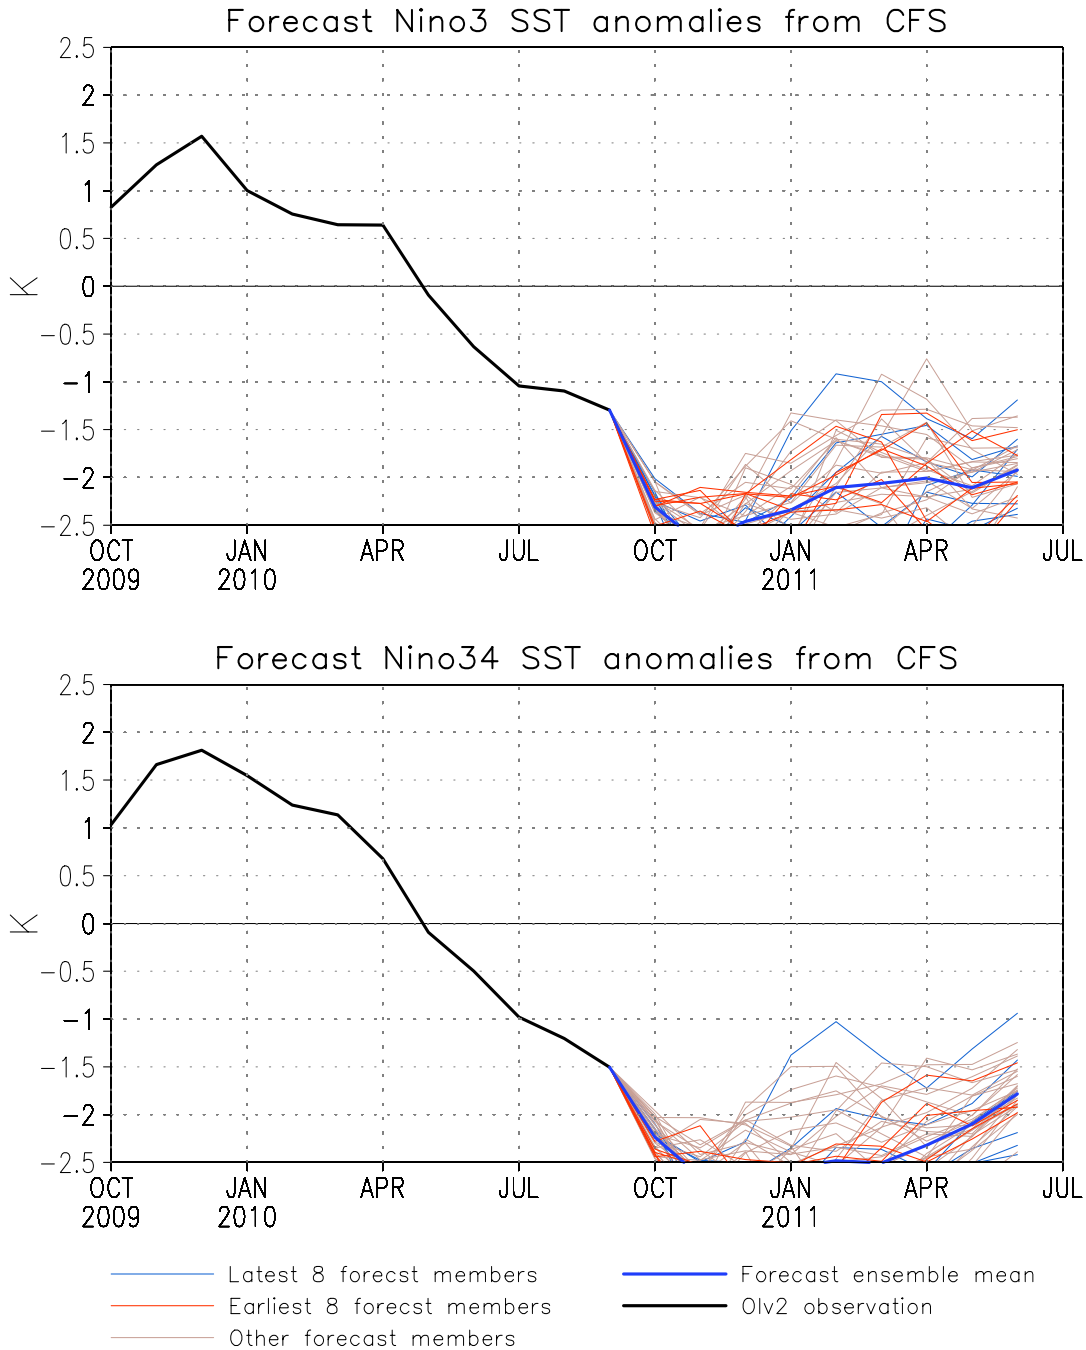 Forecast Nino3 SST anomalies from CFS
2.5
2
1.5
1
0.5
0
-0.5
-1
-1.5
-2
-2.5
K
OCT JAN APR JUL OCT JAN APR JUL
2009 2010 2011
Forecast Nino34 SST anomalies from CFS
2.5
2
1.5
1
0.5
0
-0.5
-1
-1.5
-2
-2.5
K
OCT JAN APR JUL OCT JAN APR JUL
2009 2010 2011
Latest 8 forecst members
Earliest 8 forecst members
Other forecast members
Forecast ensemble mean
OIv2 observation